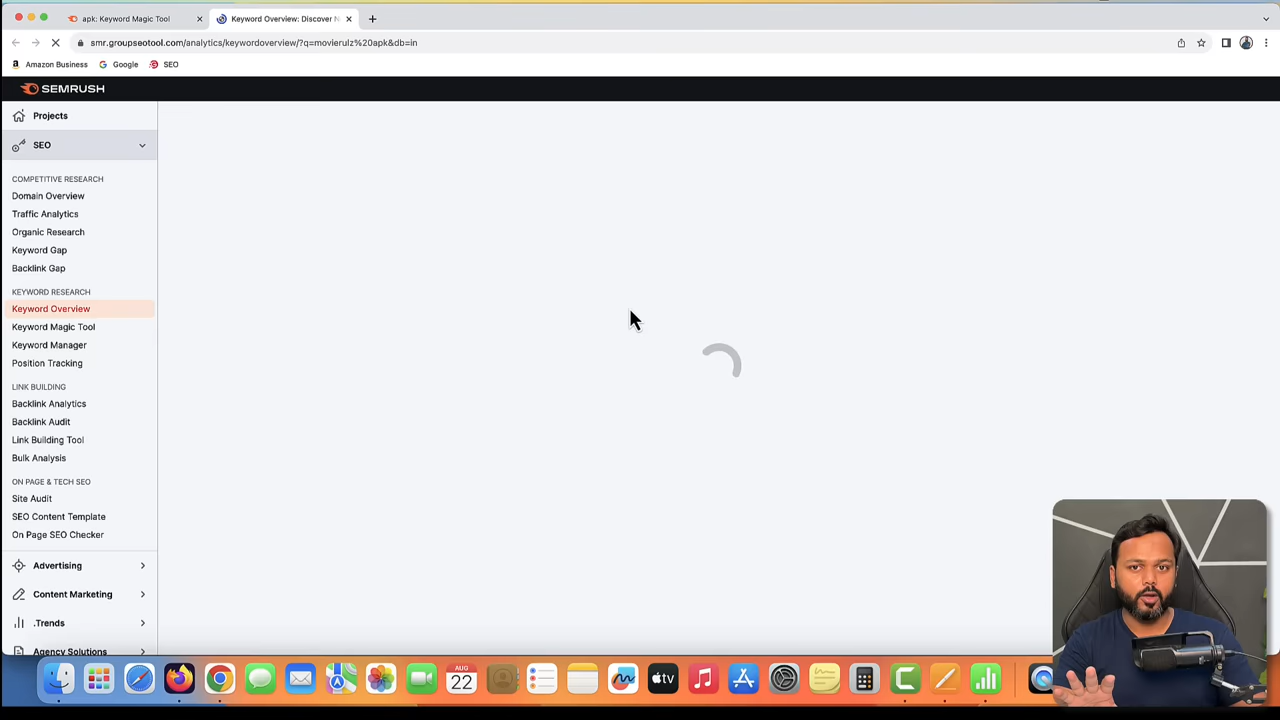 apk: Keyword Magic Tool
Keyword Overview: Discover N
smr.groupseotool.com/analytics/keywordoverview/?q=movierulz%20apk&db=in
Amazon Business
Google
SEO
SEMRUSH
Projects
SEO
COMPETITIVE RESEARCH
Domain Overview
Traffic Analytics
Organic Research
Keyword Gap
Backlink Gap
KEYWORD RESEARCH
Keyword Overview
Keyword Magic Tool
Keyword Manager
Position Tracking
LINK BUILDING
Backlink Analytics
Backlink Audit
Link Building Tool
Bulk Analysis
ON PAGE & TECH SEO
Site Audit
SEO Content Template
On Page SEO Checker
Advertising
Content Marketing
.Trends
Agency Solutions
AUG
22
tv